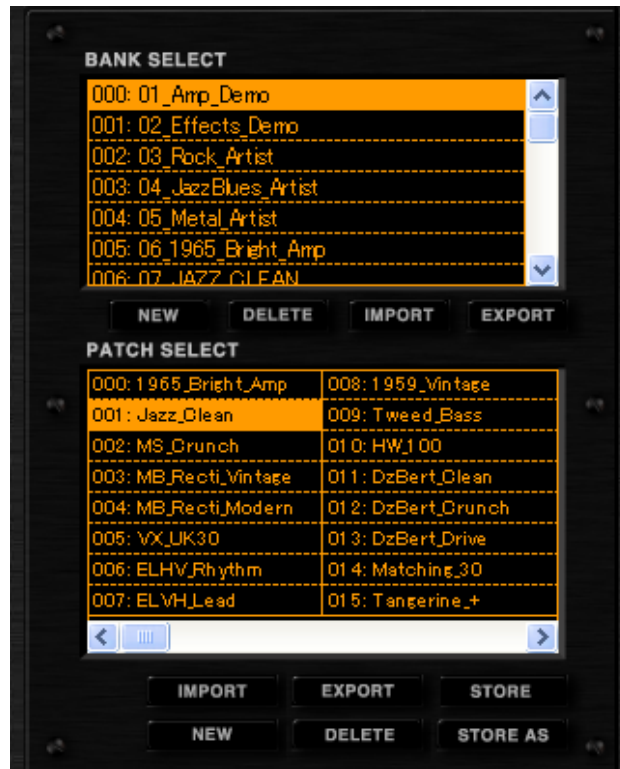 BANK SELECT
000: 01_Amp_Demo
001: 02_Effects_Demo
002: 03_Rock_Artist
003: 04_JazzBlues_Artist
004: 05_Metal_Artist
005: 06_1965_Bright_Amp
006: 07_JAZZ_CLEAN
NEW DELETE IMPORT EXPORT
PATCH SELECT
000: 1965_Bright_Amp
001: Jazz_Clean
002: MS_Crunch
003: MB_Recti_Vintage
004: MB_Recti_Modern
005: VX_UK30
006: ELHV_Rhythm
007: ELVH_Lead
008: 1959_Vintage
009: Tweed_Bass
010: HW_100
011: DzBert_Clean
012: DzBert_Crunch
013: DzBert_Drive
014: Matching_30
015: Tangerine_+
IMPORT EXPORT STORE
NEW DELETE STORE AS